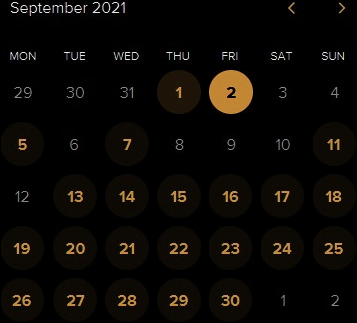 September 2021
MON TUE WED THU FRI SAT SUN
29 30 31 1 2 3 4
5 6 7 8 9 10 11
12 13 14 15 16 17 18
19 20 21 22 23 24 25
26 27 28 29 30 1 2